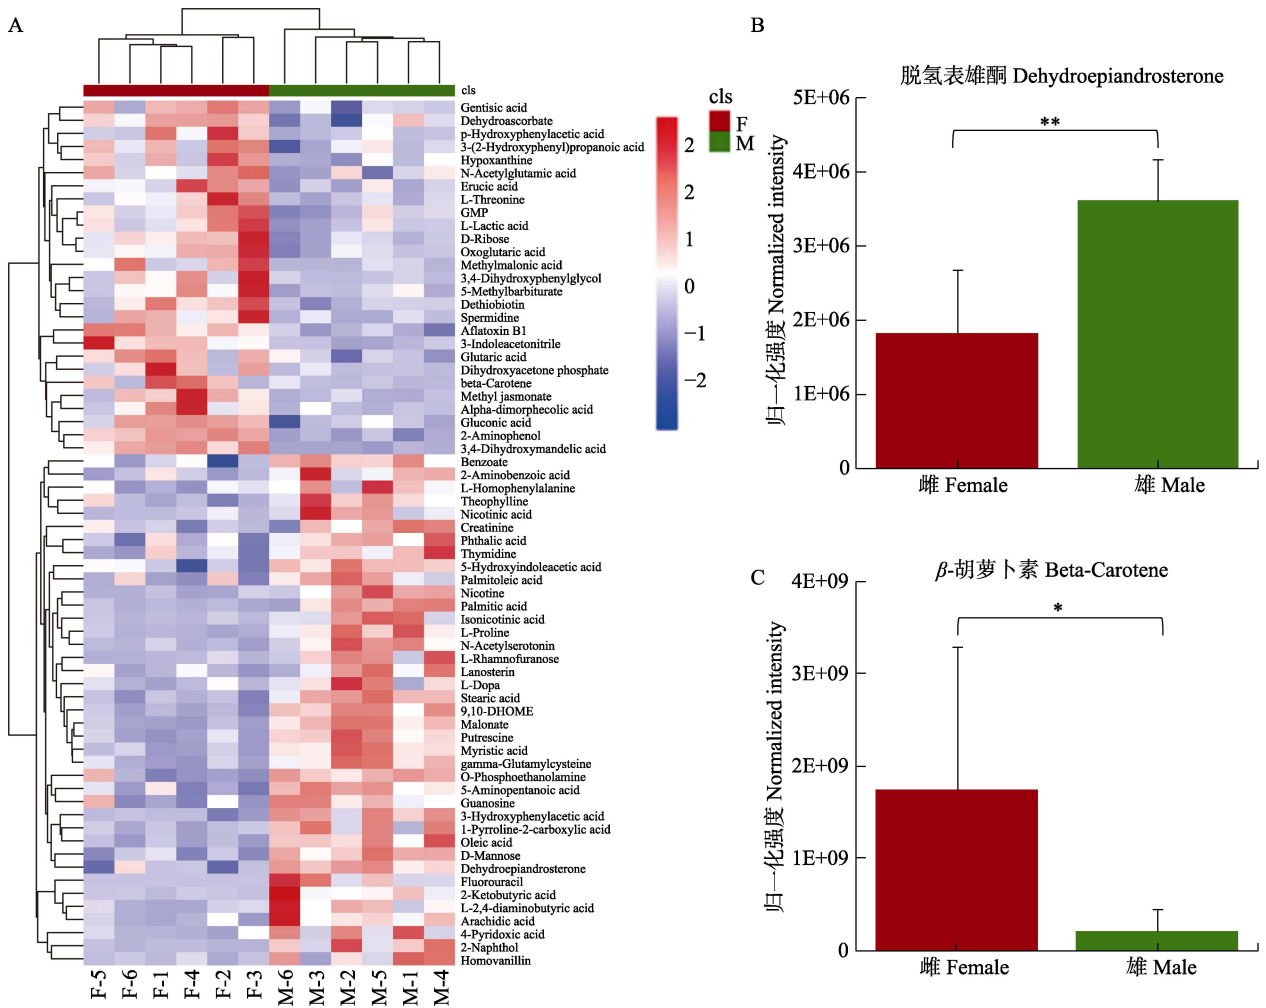 A
cls
Gentisic acid
Dehydroascorbate
p-Hydroxyphenylacetic acid
3-(2-Hydroxyphenyl)propanoic acid
Hypoxanthine
N-Acetylglutamic acid
Erucic acid
L-Threonine
GMP
L-Lactic acid
D-Ribose
Oxoglutaric acid
Methylmalonic acid
3,4-Dihydroxyphenylglycol
5-Methylbarbiturate
Dethiobiotin
Spermidine
Aflatoxin B1
3-Indoleacetonitrile
Glutaric acid
Dihydroxyacetone phosphate
beta-Carotene
Methyl jasmonate
Alpha-dimorphecolic acid
Gluconic acid
2-Aminophenol
3,4-Dihydroxymandelic acid
Benzoate
2-Aminobenzoic acid
L-Homophenylalanine
Theophylline
Nicotinic acid
Creatinine
Phthalic acid
Thymidine
5-Hydroxyindoleacetic acid
Palmitoleic acid
Nicotine
Palmitic acid
Isonicotinic acid
L-Proline
N-Acetylserotonin
L-Rhamnofuranose
Lanosterin
L-Dopa
Stearic acid
9,10-DHOME
Malonate
Putrescine
Myristic acid
gamma-Glutamylcysteine
O-Phosphoethanolamine
5-Aminopentanoic acid
Guanosine
3-Hydroxyphenylacetic acid
1-Pyrroline-2-carboxylic acid
Oleic acid
D-Mannose
Dehydroepiandrosterone
Fluorouracil
2-Ketobutyric acid
L-2,4-diaminobutyric acid
Arachidic acid
4-Pyridoxic acid
2-Naphthol
Homovanillin
F-5 F-6 F-1 F-4 F-2 F-3 M-6 M-3 M-2 M-5 M-1 M-4
2
2
1
0
−1
−2
cls
F
M
B
脱氢表雄酮 Dehydroepiandrosterone
归一化强度 Normalized intensity
5E+06
4E+06
3E+06
2E+06
1E+06
0
**
雌 Female 雄 Male
C
β-胡萝卜素 Beta-Carotene
归一化强度 Normalized intensity
4E+09
3E+09
2E+09
1E+09
0
*
雌 Female 雄 Male